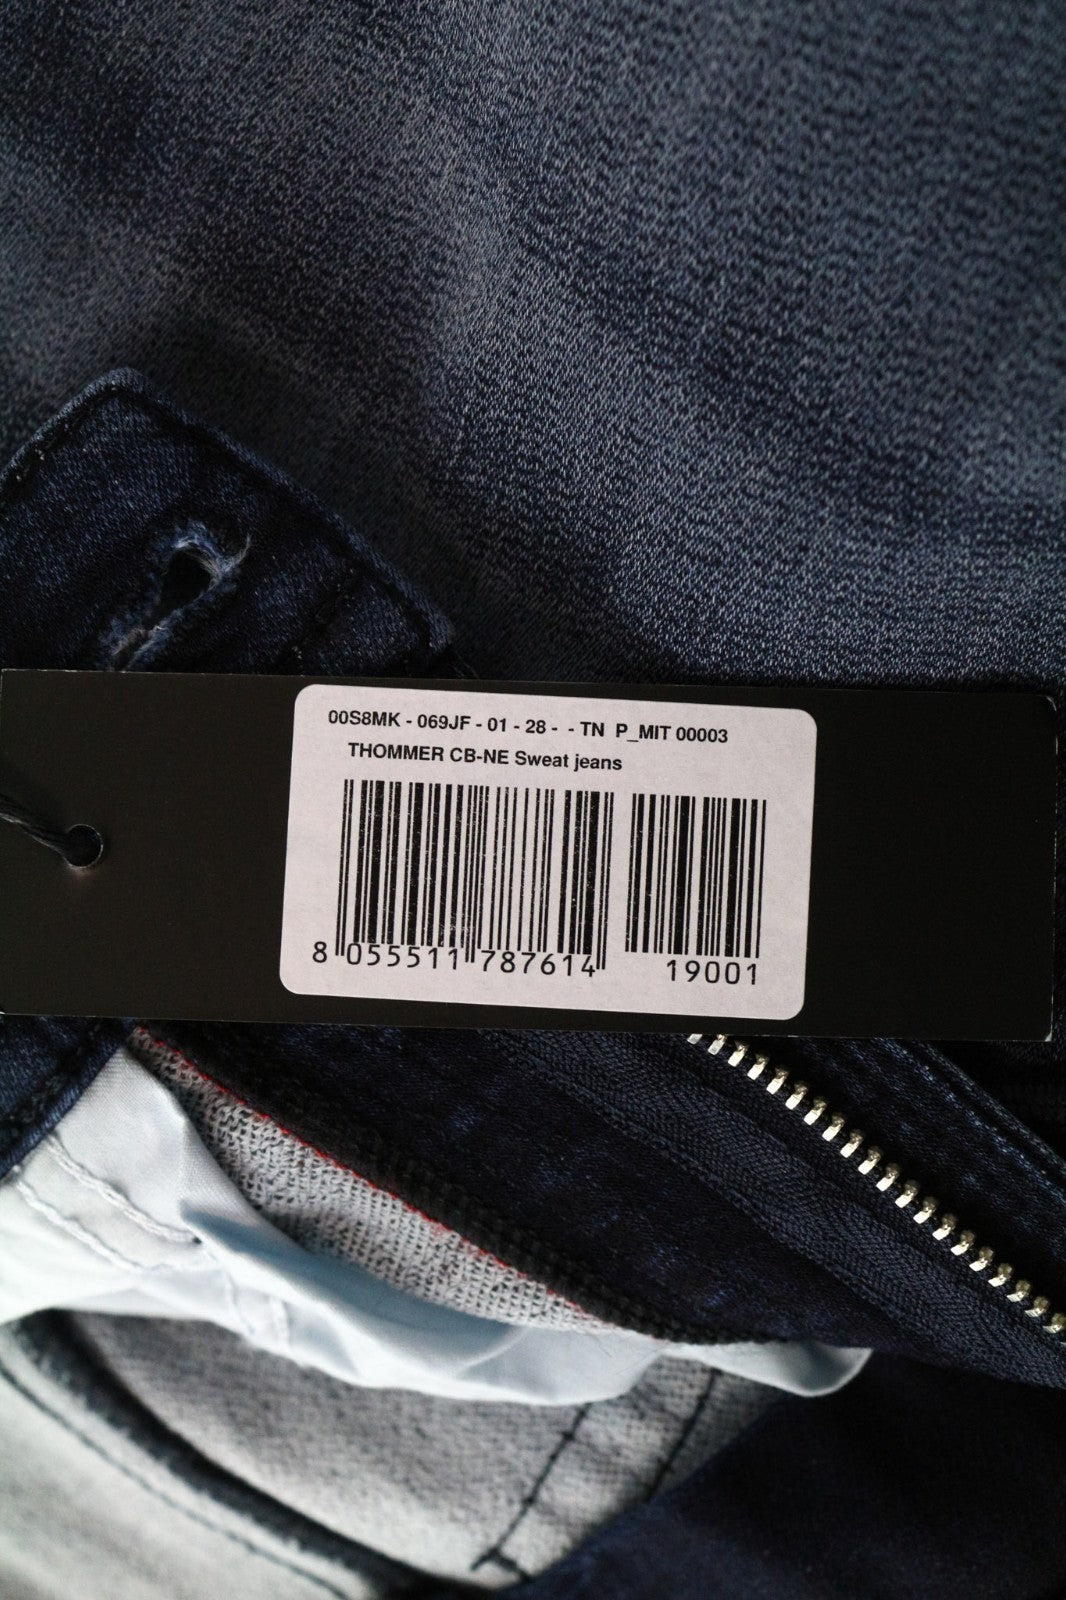 00S8MK - 069JF - 01 - 28 - - TN P_MIT 00003
THOMMER CB-NE Sweat jeans
8 055511 787614 19001